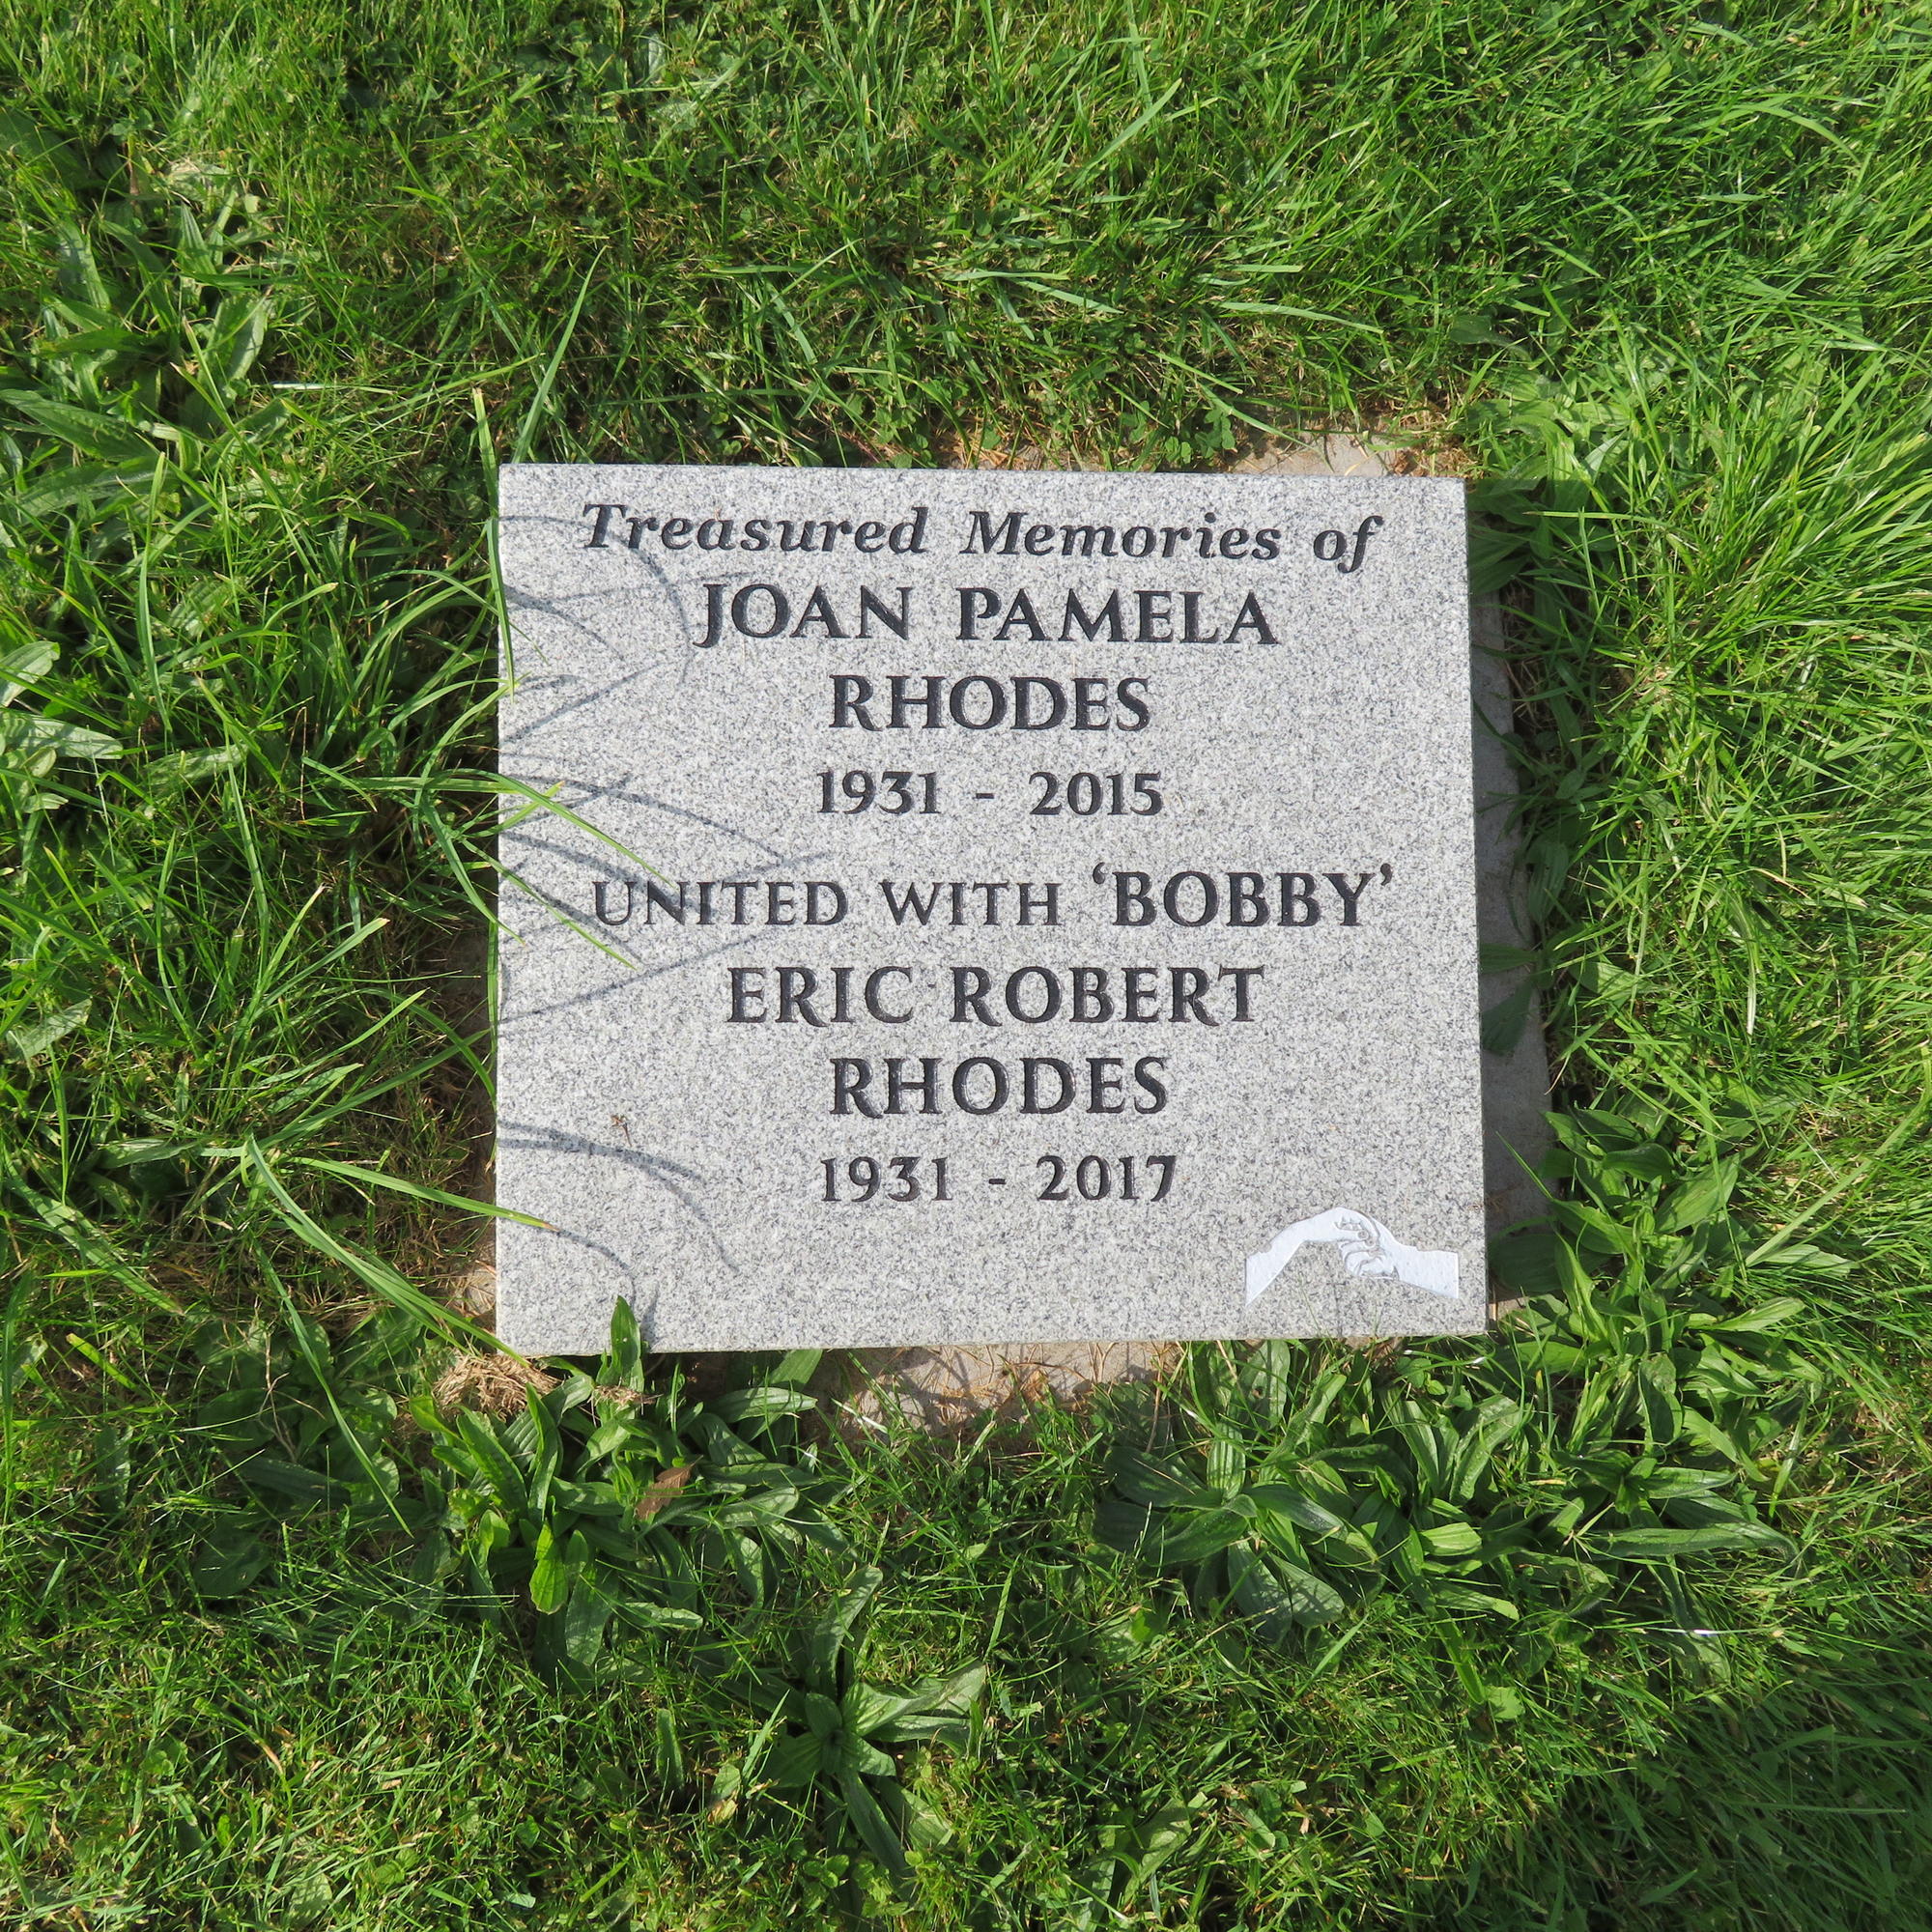 Treasured Memories of
JOAN PAMELA
RHODES
1931 - 2015
UNITED WITH ‘BOBBY’
ERIC ROBERT
RHODES
1931 - 2017